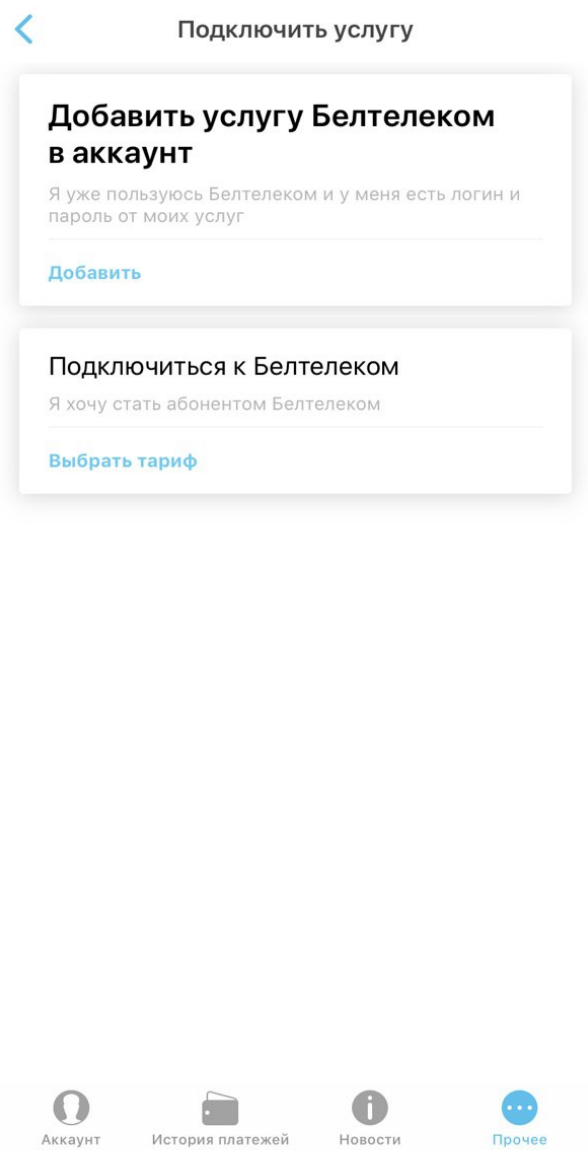 Подключить услугу
Добавить услугу Белтелеком
в аккаунт
Я уже пользуюсь Белтелеком и у меня есть логин и
пароль от моих услуг
Добавить
Подключиться к Белтелеком
Я хочу стать абонентом Белтелеком
Выбрать тариф
Аккаунт История платежей Новости Прочее